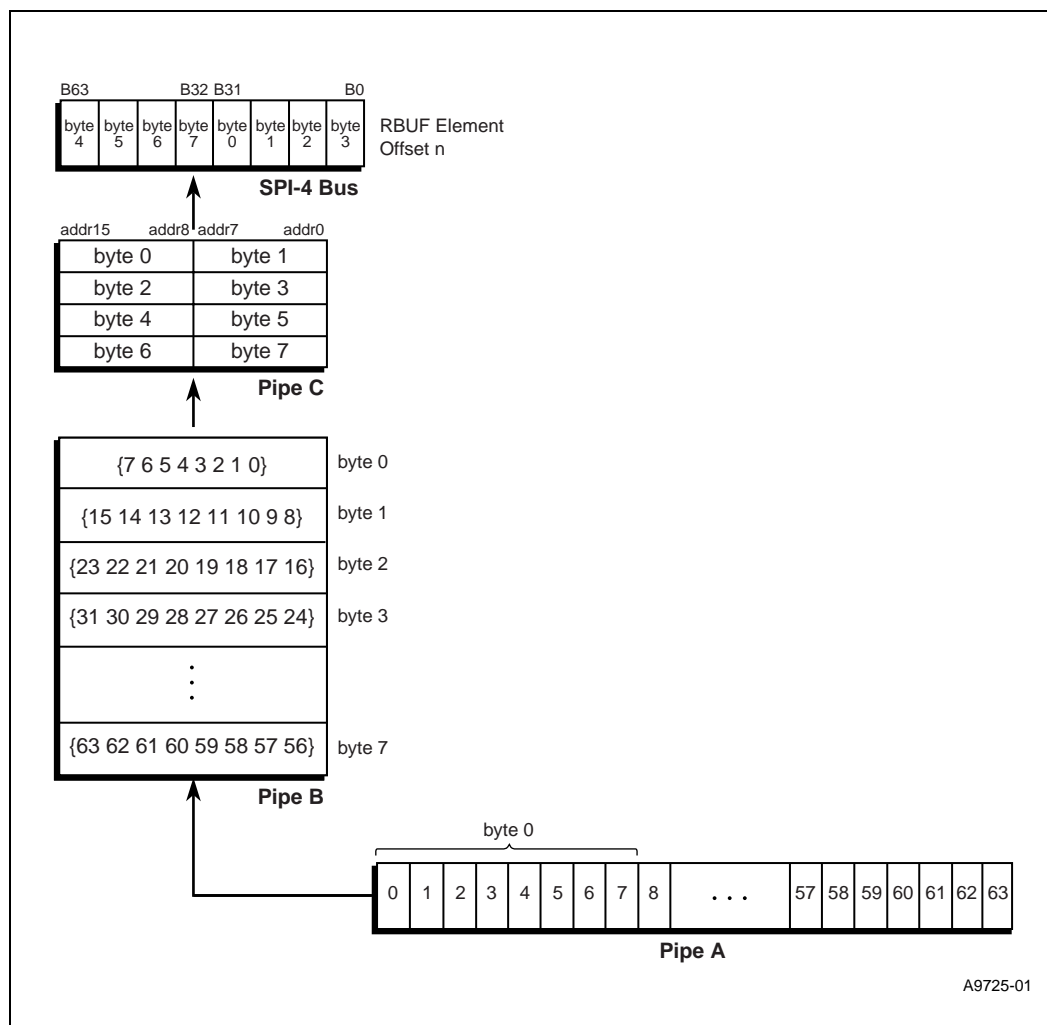 B63 B32 B31 B0
byte 4 byte 5 byte 6 byte 7 byte 0 byte 1 byte 2 byte 3
RBUF Element
Offset n
SPI-4 Bus
addr15 addr8 addr7 addr0
byte 0 byte 1
byte 2 byte 3
byte 4 byte 5
byte 6 byte 7
Pipe C
{7 6 5 4 3 2 1 0} byte 0
{15 14 13 12 11 10 9 8} byte 1
{23 22 21 20 19 18 17 16} byte 2
{31 30 29 28 27 26 25 24} byte 3
{63 62 61 60 59 58 57 56} byte 7
Pipe B
byte 0
0 1 2 3 4 5 6 7 8 . . . 57 58 59 60 61 62 63
Pipe A
A9725-01